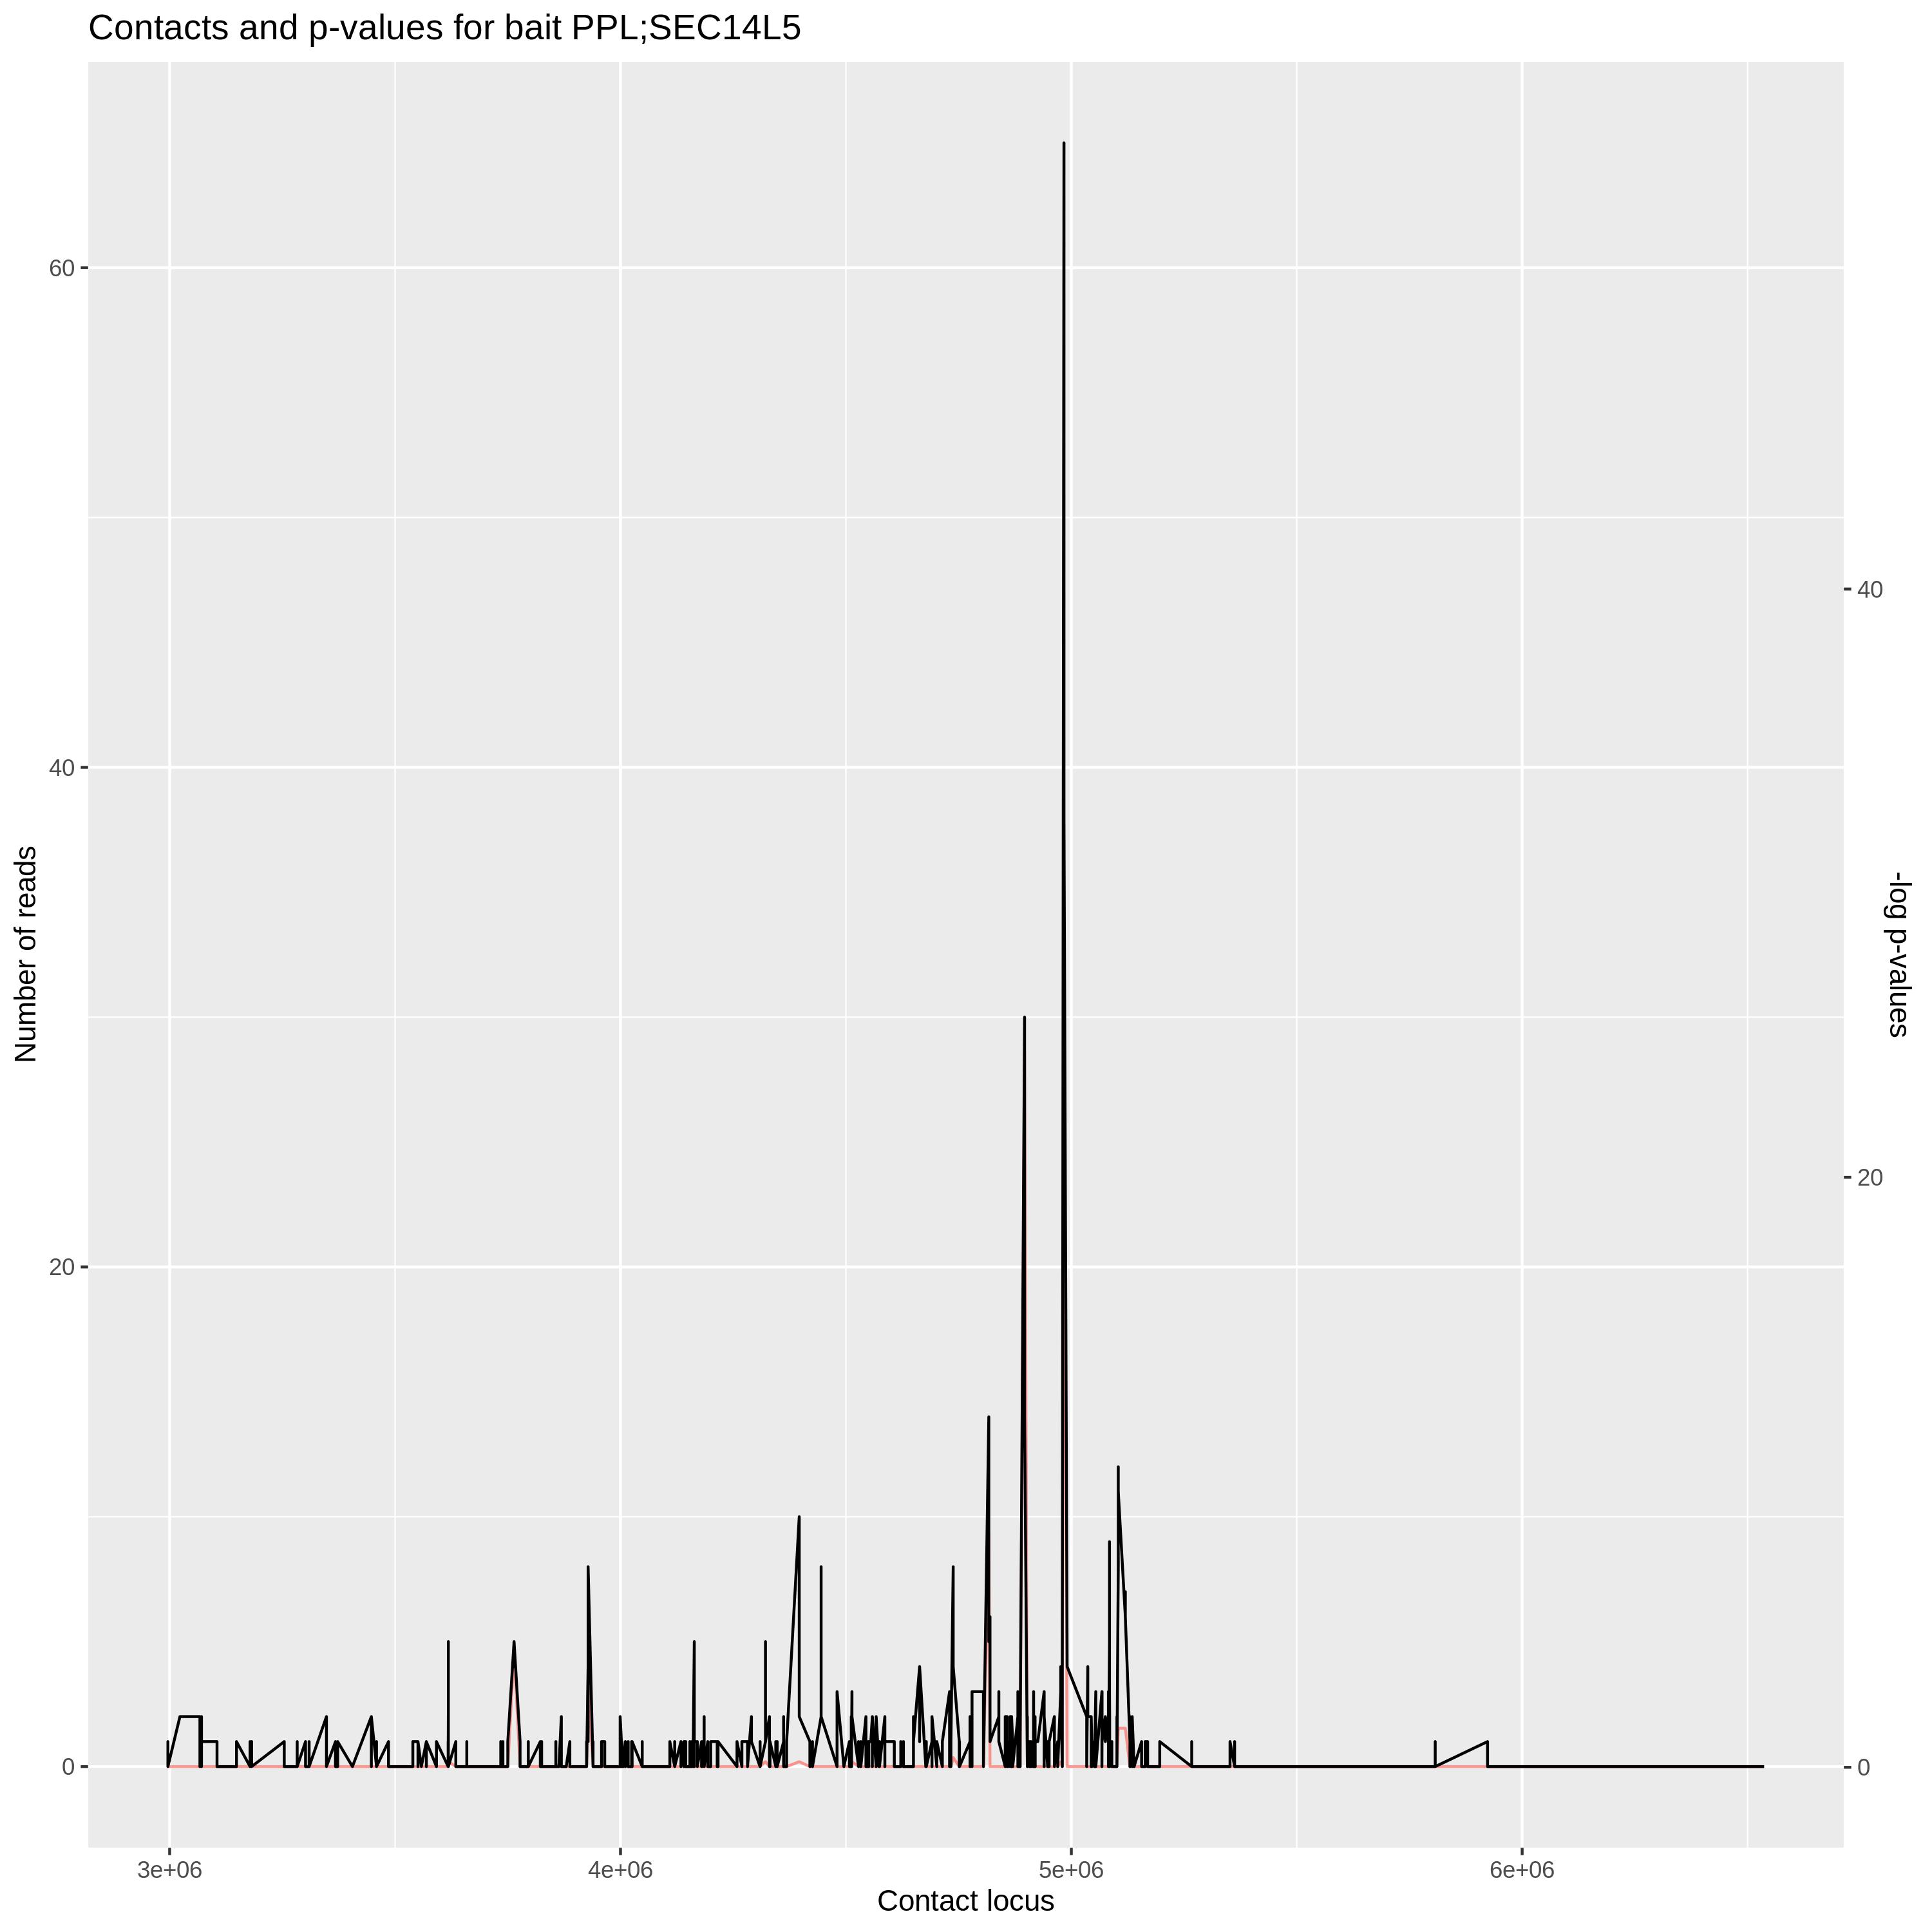 Contacts and p-values for bait PPL;SEC14L5
60
40
20
0
Number of reads
40
20
0
-log p-values
3e+06
4e+06
5e+06
6e+06
Contact locus